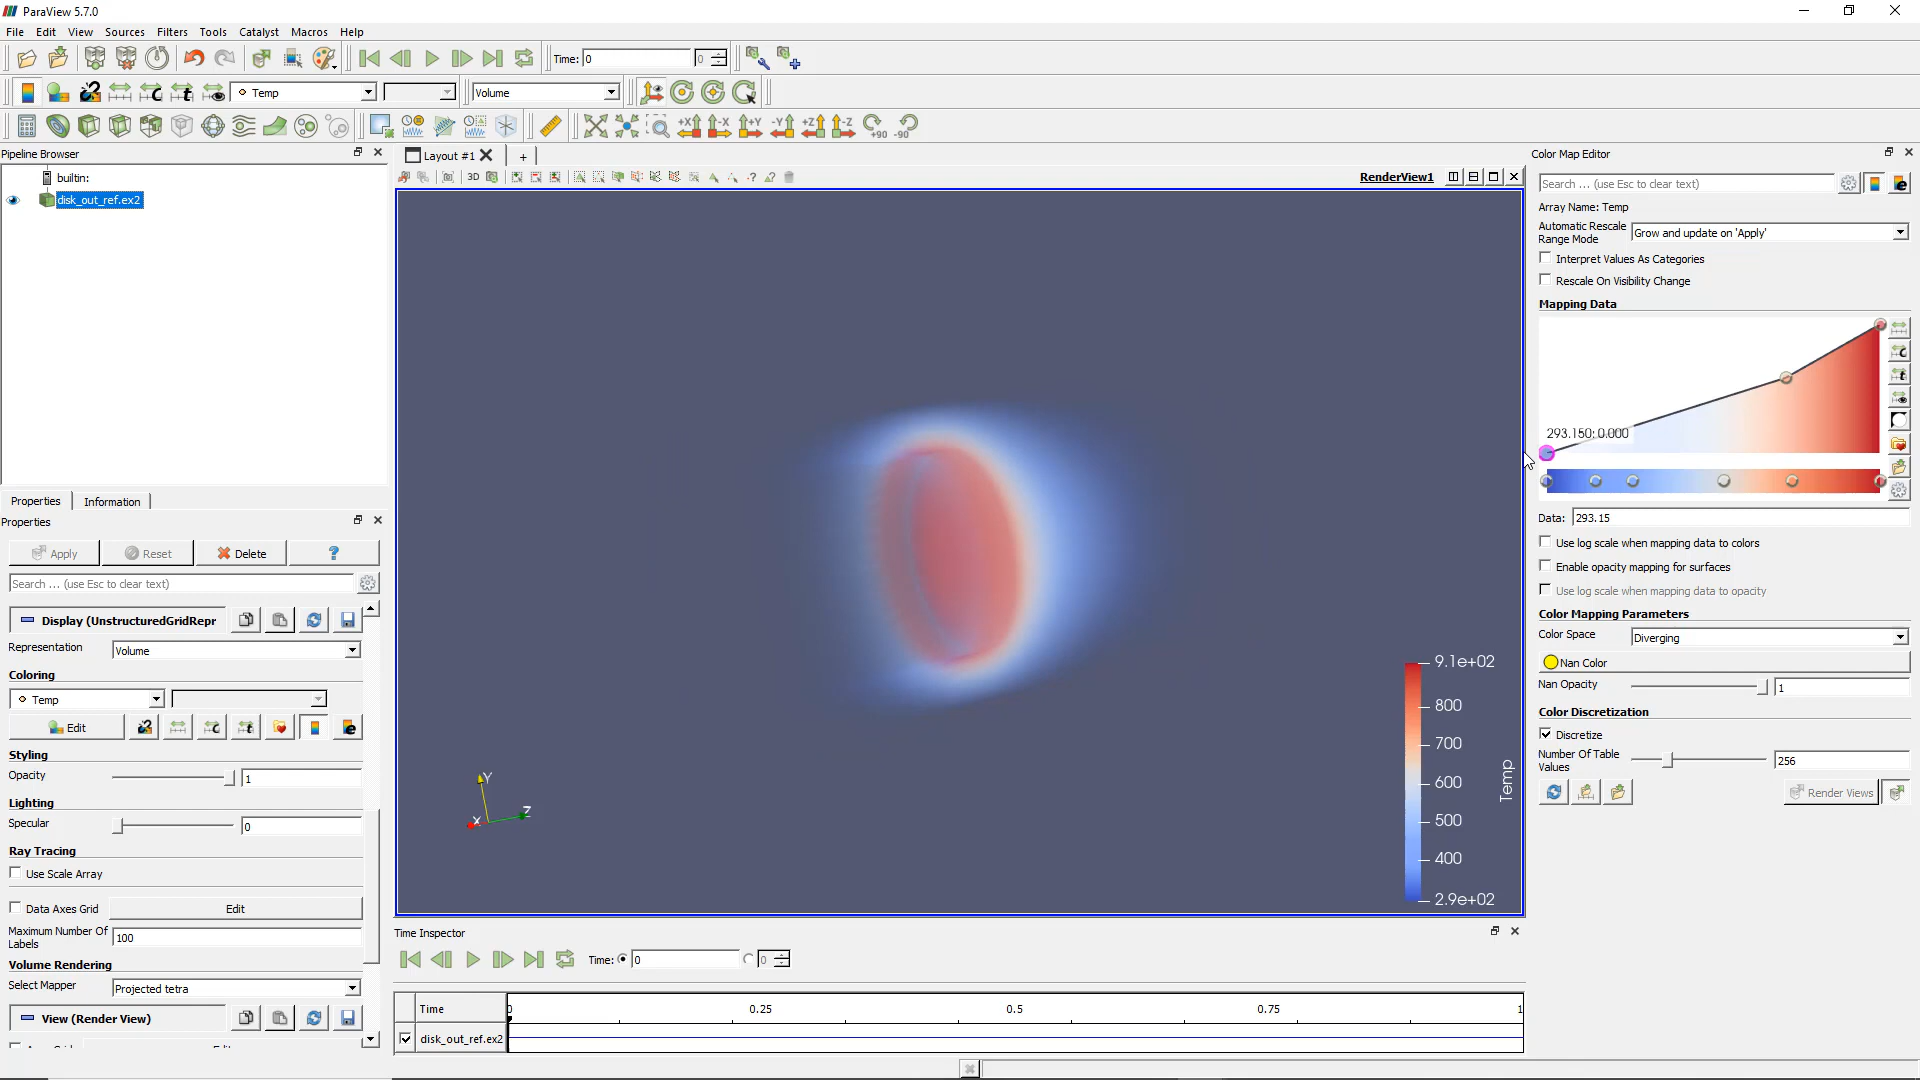 ParaView 5.7.0
File Edit View Sources Filters Tools Catalyst Macros Help
Time: 0 0
Temp Volume
+X -X +Y -Y +Z -Z +90 -90
Pipeline Browser
builtin:
disk_out_ref.ex2
Properties Information
Properties
Apply Reset Delete ?
Search ... (use Esc to clear text)
Display (UnstructuredGridRepr
Representation Volume
Coloring
Temp
Edit
Styling
Opacity 1
Lighting
Specular 0
Ray Tracing
Use Scale Array
Data Axes Grid Edit
Maximum Number Of Labels 100
Volume Rendering
Select Mapper Projected tetra
View (Render View)
Layout #1 +
3D RenderView1
9.1e+02
800
700
600
500
400
2.9e+02
Temp
Y
Z
X
Time Inspector
Time: 0 0
Time 0 0.25 0.5 0.75 1
disk_out_ref.ex2
Color Map Editor
Search ... (use Esc to clear text)
Array Name: Temp
Automatic Rescale Range Mode Grow and update on 'Apply'
Interpret Values As Categories
Rescale On Visibility Change
Mapping Data
293.150; 0.000
Data: 293.15
Use log scale when mapping data to colors
Enable opacity mapping for surfaces
Use log scale when mapping data to opacity
Color Mapping Parameters
Color Space Diverging
Nan Color
Nan Opacity 1
Color Discretization
Discretize
Number Of Table Values 256
Render Views